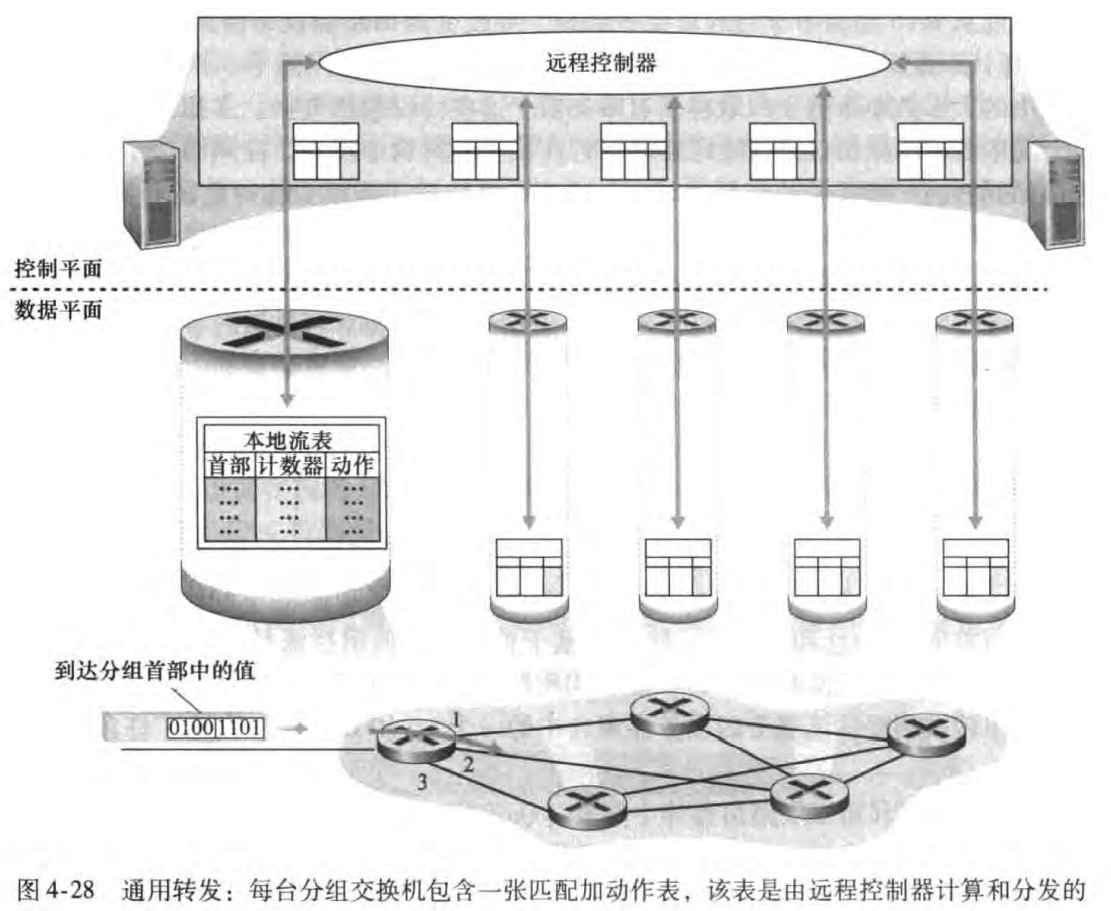 远程控制器
控制平面
数据平面
本地流表
首部 计数器 动作
... ... ...
... ... ...
... ... ...
... ... ...
到达分组首部中的值
01001101
1
2
3
图 4-28 通用转发：每台分组交换机包含一张匹配加动作表，该表是由远程控制器计算和分发的